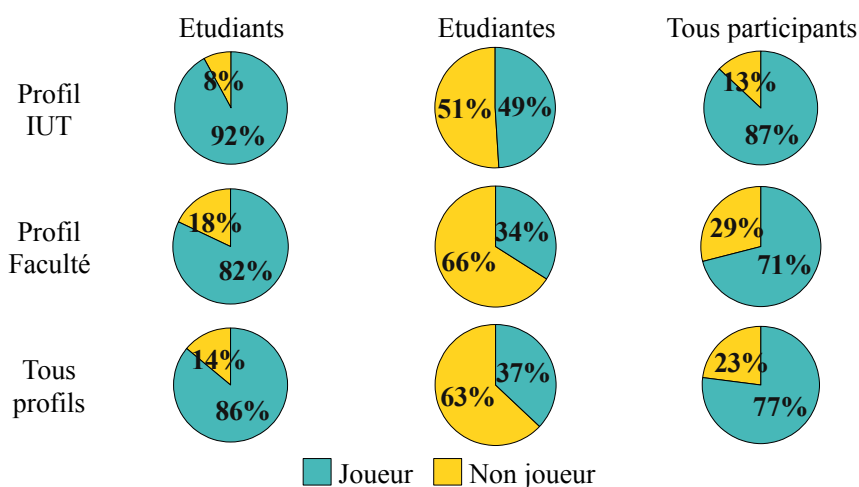 Etudiants Etudiantes Tous participants
Profil
IUT
8% 51% 49% 13%
92% 87%
Profil
Faculté
18% 34% 29%
82% 66% 71%
Tous
profils
14% 37% 23%
86% 63% 77%
Joueur Non joueur